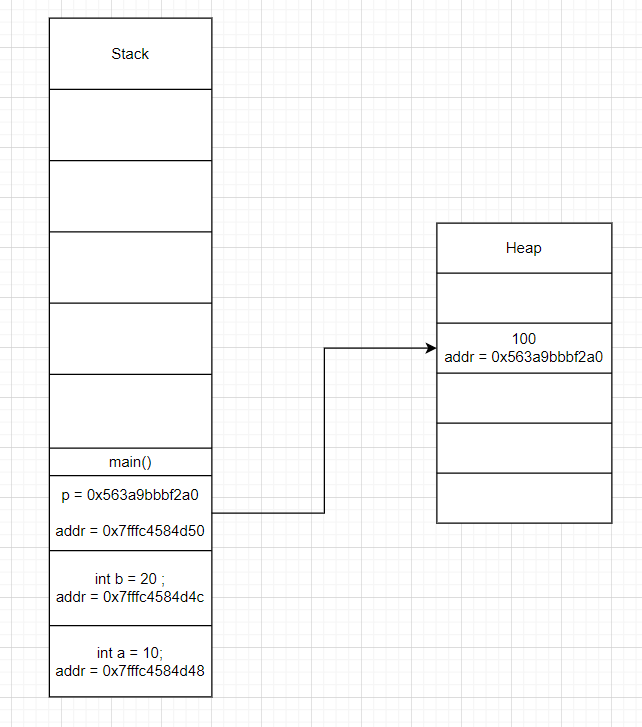 Stack
main()
p = 0x563a9bbbf2a0
addr = 0x7fffc4584d50
int b = 20 ;
addr = 0x7fffc4584d4c
int a = 10;
addr = 0x7fffc4584d48
Heap
100
addr = 0x563a9bbbf2a0